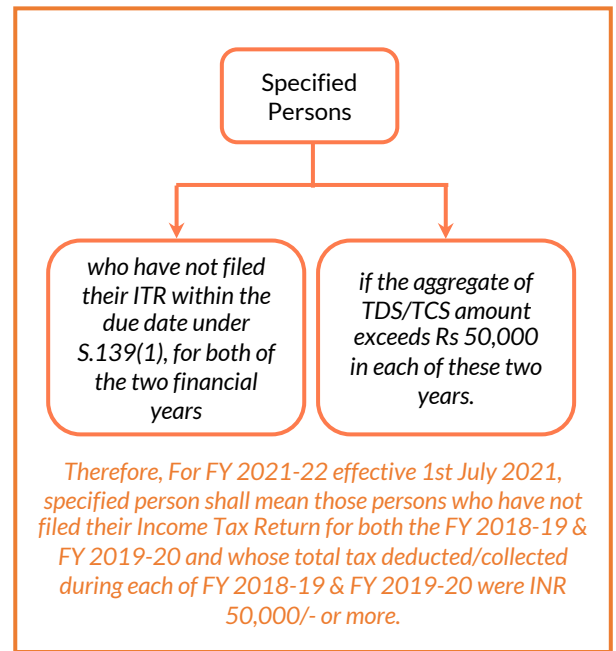 Specified
Persons
who have not filed
their ITR within the
due date under
S.139(1), for both of
the two financial
years
if the aggregate of
TDS/TCS amount
exceeds Rs 50,000
in each of these two
years.
Therefore, For FY 2021-22 effective 1st July 2021,
specified person shall mean those persons who have not
filed their Income Tax Return for both the FY 2018-19 &
FY 2019-20 and whose total tax deducted/collected
during each of FY 2018-19 & FY 2019-20 were INR
50,000/- or more.